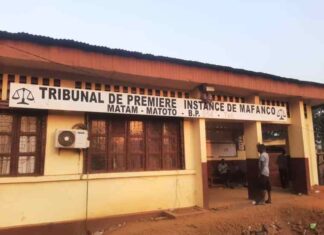 TRIBUNAL DE PREMIERE INSTANCE DE MAFANCO
MATAM - MATOTO - B.P.